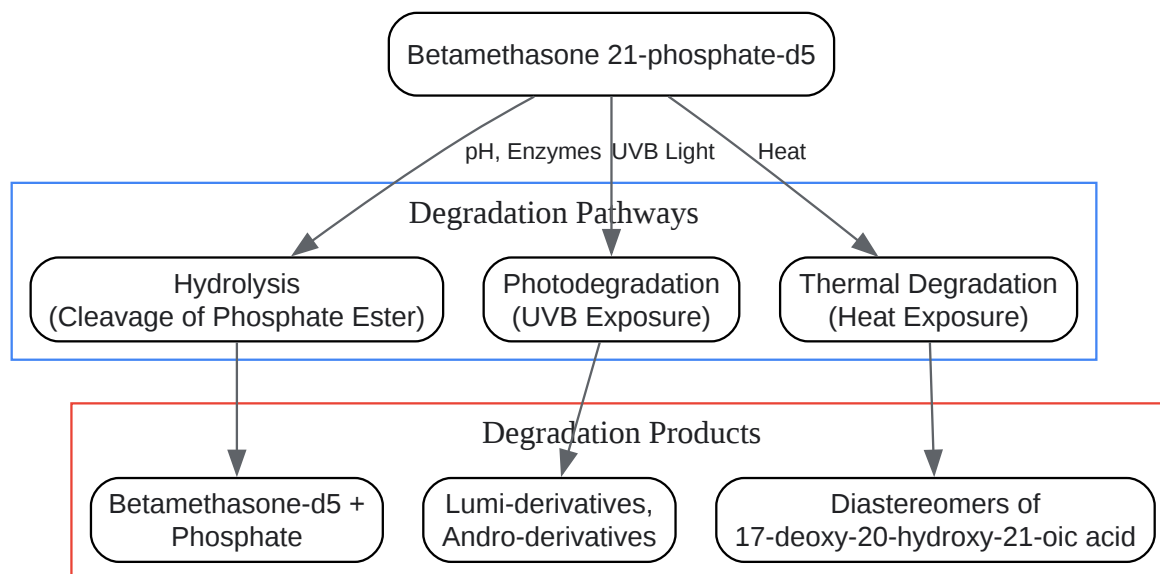 Betamethasone 21-phosphate-d5
pH, Enzymes
UVB Light
Heat
Degradation Pathways
Hydrolysis
(Cleavage of Phosphate Ester)
Photodegradation
(UVB Exposure)
Thermal Degradation
(Heat Exposure)
Degradation Products
Betamethasone-d5 +
Phosphate
Lumi-derivatives,
Andro-derivatives
Diastereomers of
17-deoxy-20-hydroxy-21-oic acid